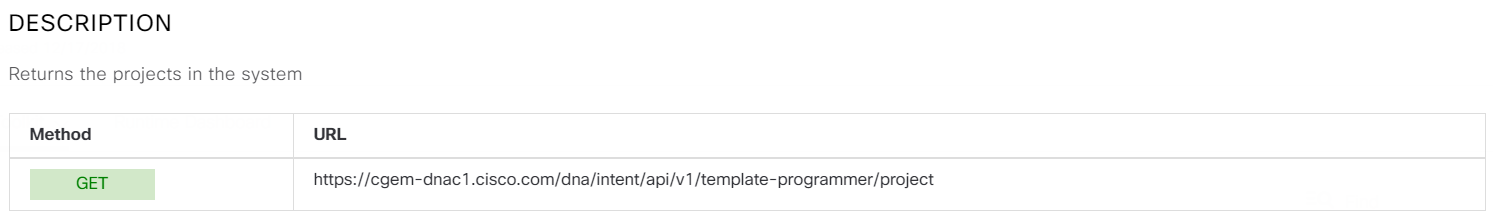 DESCRIPTION
Returns the projects in the system
Method URL
GET https://cgem-dnac1.cisco.com/dna/intent/api/v1/template-programmer/project